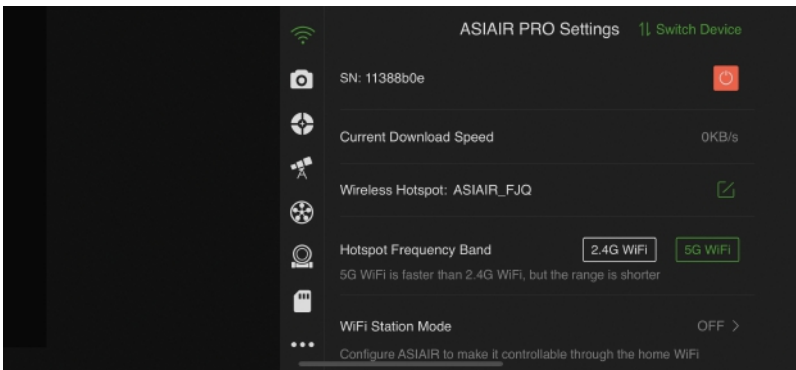 ASIAIR PRO Settings
Switch Device
SN: 11388b0e
Current Download Speed
0KB/s
Wireless Hotspot: ASIAIR_FJQ
Hotspot Frequency Band
2.4G WiFi
5G WiFi
5G WiFi is faster than 2.4G WiFi, but the range is shorter
WiFi Station Mode
OFF >
Configure ASIAIR to make it controllable through the home WiFi